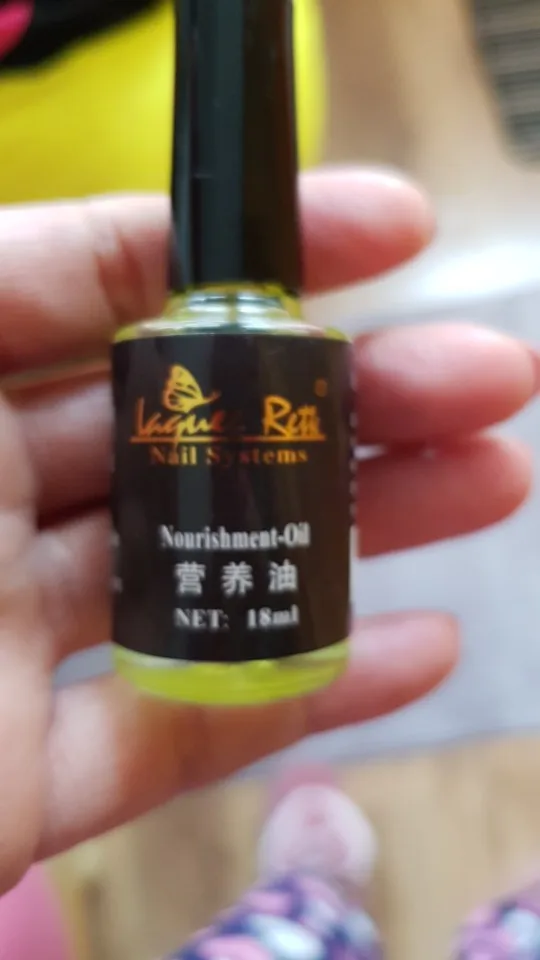 Nail Systems
Nourishment-Oil
营养油
NET: 18ml